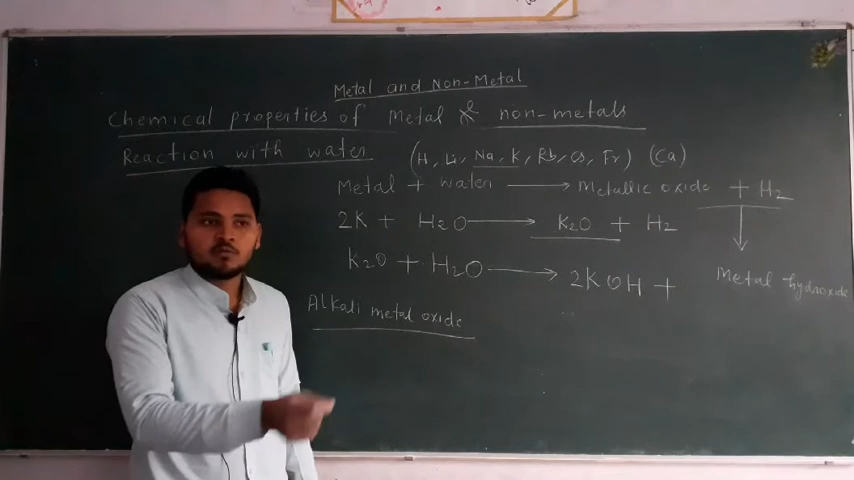 Metal and Non-Metal
Chemical properties of Metal & non-metals
Reaction with water (H, Li, Na, K, Rb, Cs, Fr) (Ca)
Metal + water → Metallic oxide + H₂
2K + H₂O → K₂O + H₂
Metal hydroxide
K₂O + H₂O → 2KOH +
Alkali metal oxide